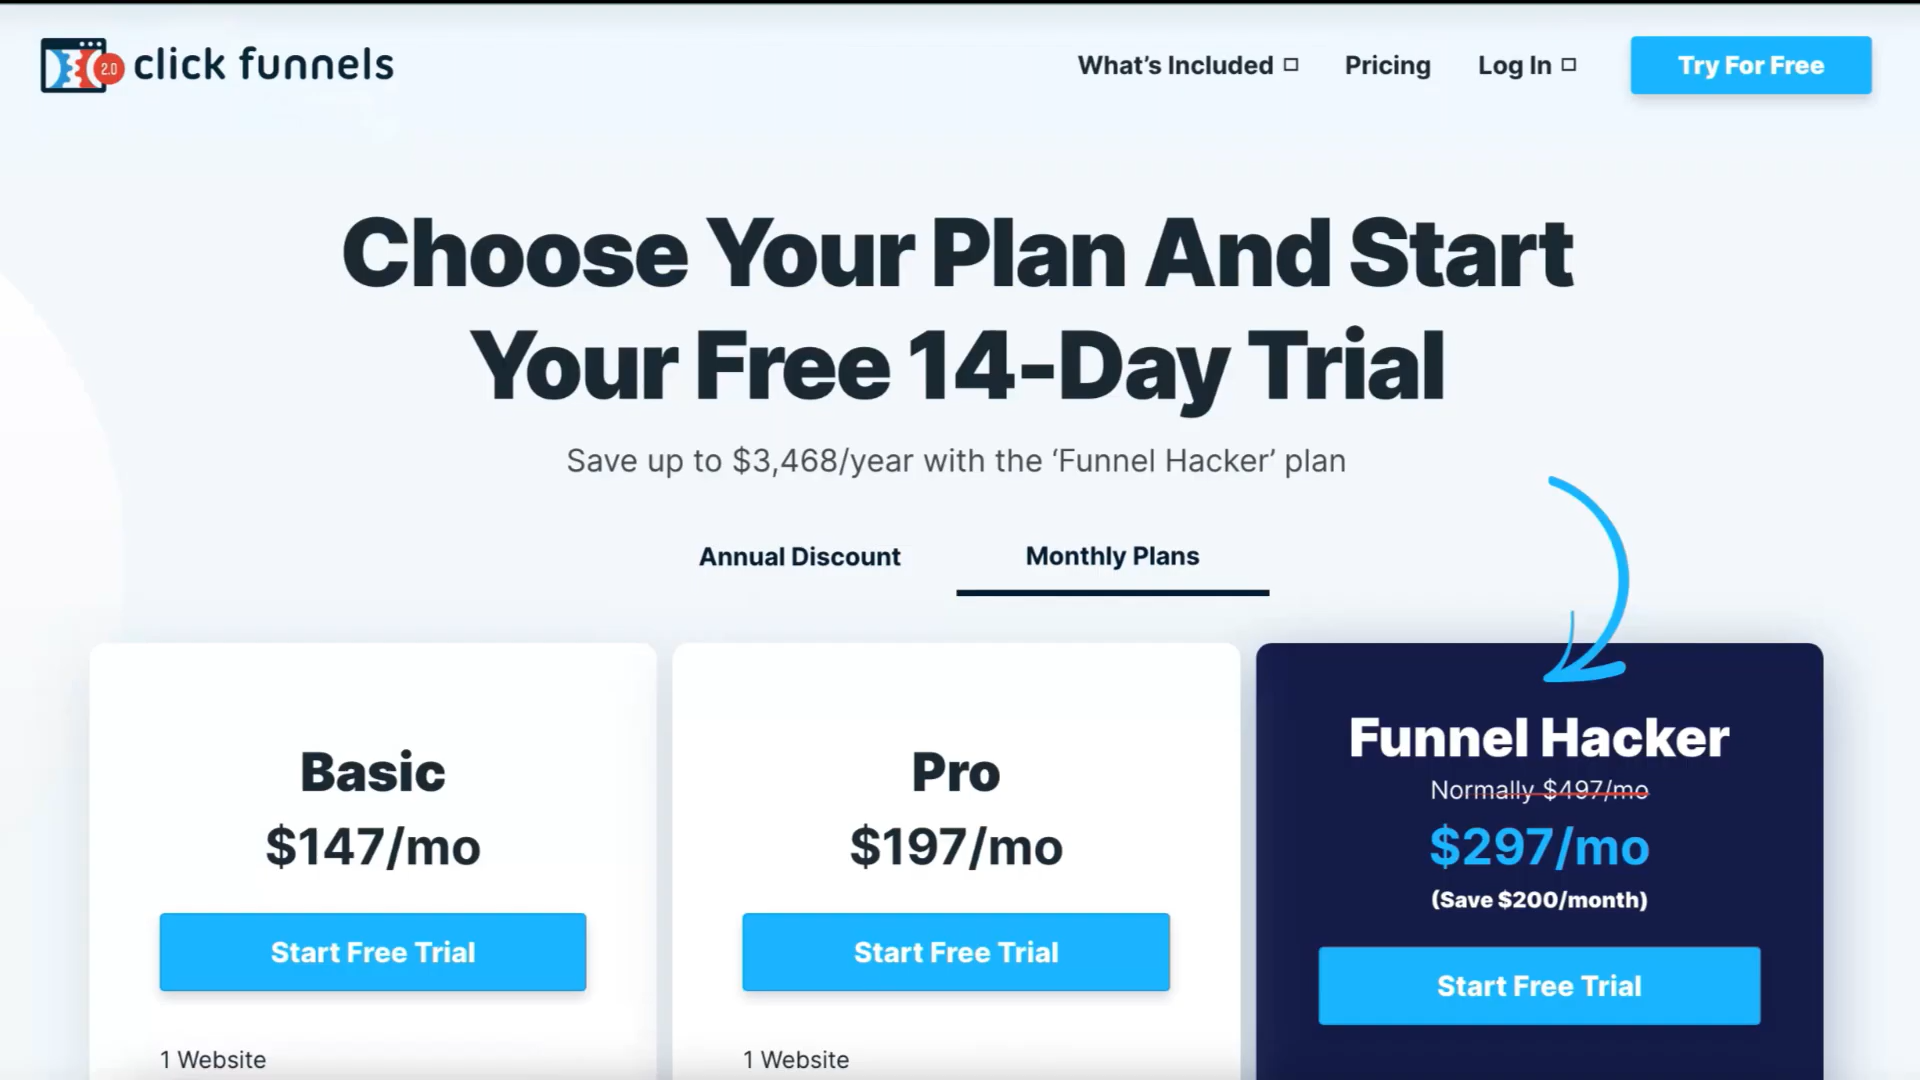 2.0 click funnels
What's Included
Pricing
Log In
Try For Free
Choose Your Plan And Start
Your Free 14-Day Trial
Save up to $3,468/year with the ‘Funnel Hacker’ plan
Annual Discount
Monthly Plans
Basic
$147/mo
Start Free Trial
1 Website
Pro
$197/mo
Start Free Trial
1 Website
Funnel Hacker
Normally $497/mo
$297/mo
(Save $200/month)
Start Free Trial